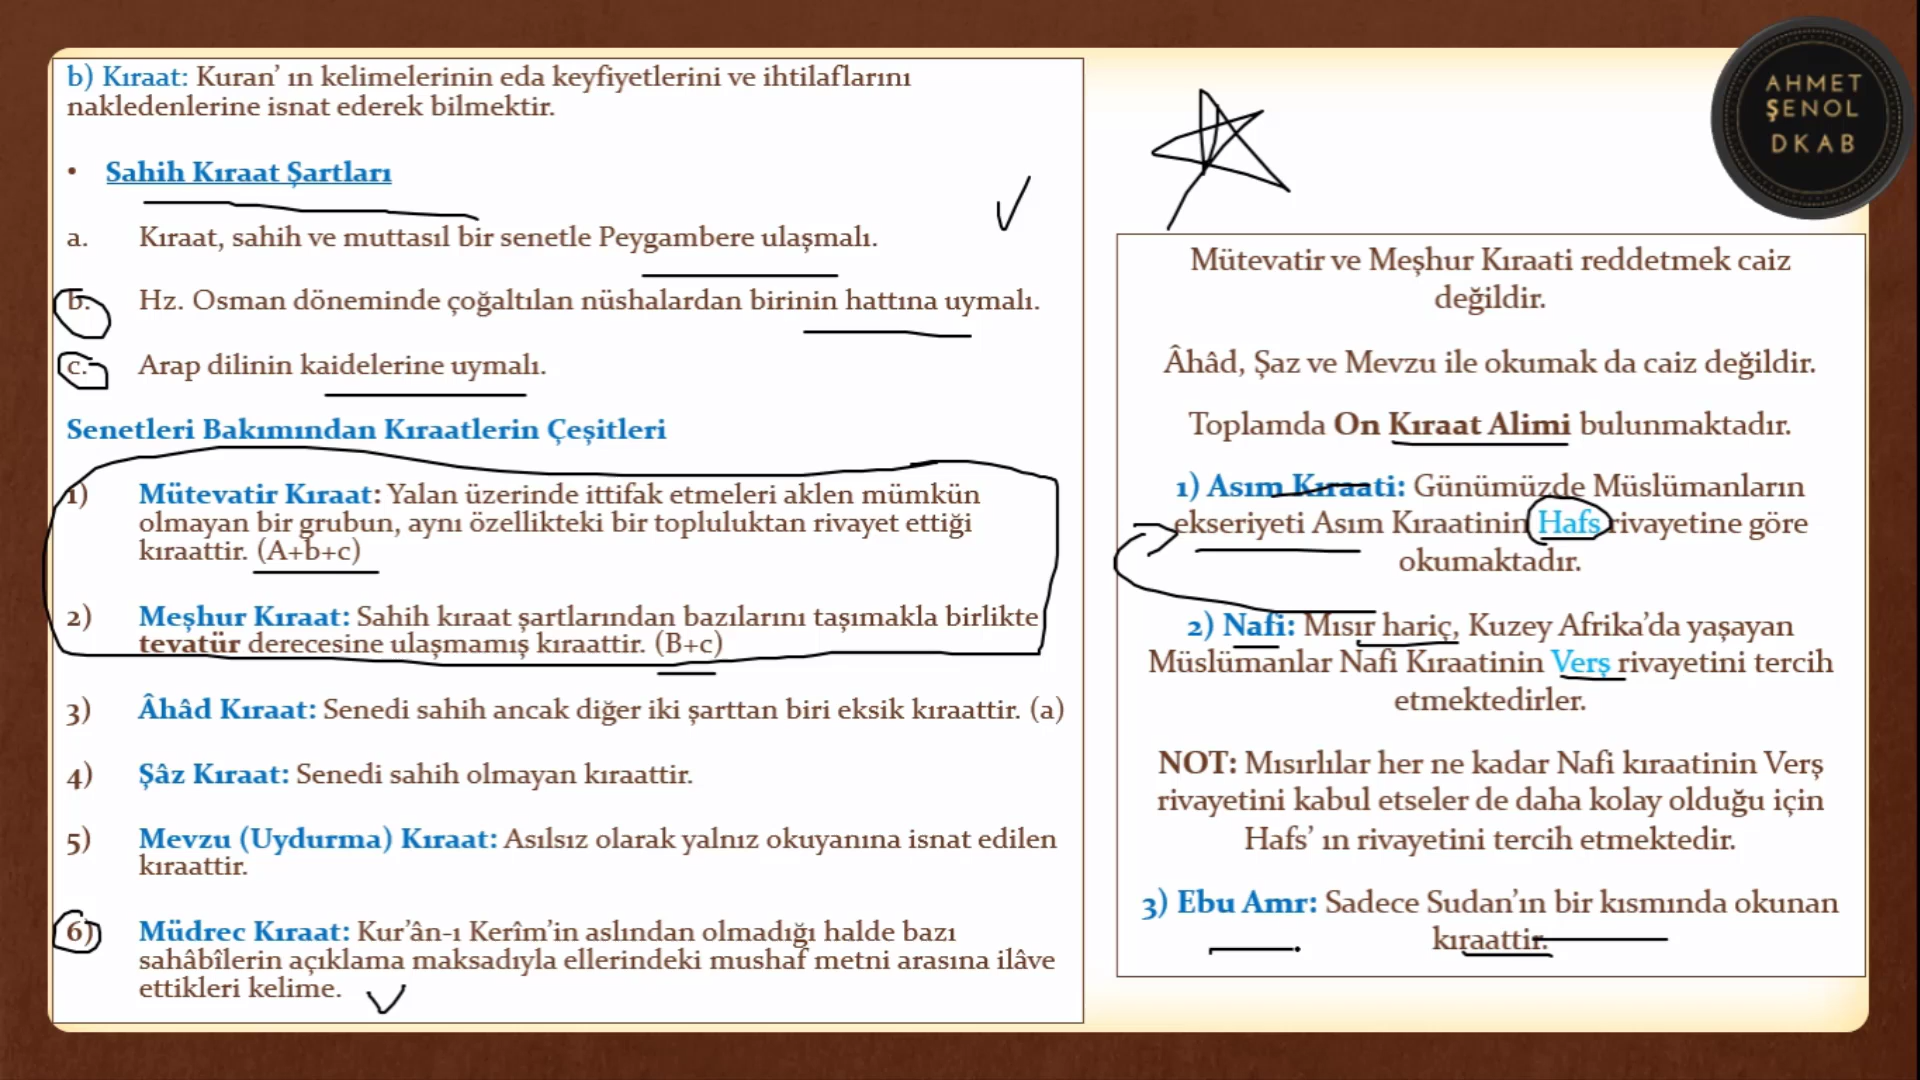 b) Kıraat: Kuran’ ın kelimelerinin eda keyfiyetlerini ve ihtilaflarını
nakledenlerine isnat ederek bilmektir.
• Sahih Kıraat Şartları
a. Kıraat, sahih ve muttasıl bir senetle Peygambere ulaşmalı.
b. Hz. Osman döneminde çoğaltılan nüshalardan birinin hattına uymalı.
c. Arap dilinin kaidelerine uymalı.
Senetleri Bakımından Kıraatlerin Çeşitleri
1) Mütevatir Kıraat: Yalan üzerinde ittifak etmeleri aklen mümkün
olmayan bir grubun, aynı özellikteki bir topluluktan rivayet ettiği
kıraattir. (A+b+c)
2) Meşhur Kıraat: Sahih kıraat şartlarından bazılarını taşımakla birlikte
tevatür derecesine ulaşmamış kıraattir. (B+c)
3) Âhâd Kıraat: Senedi sahih ancak diğer iki şarttan biri eksik kıraattir. (a)
4) Şâz Kıraat: Senedi sahih olmayan kıraattir.
5) Mevzu (Uydurma) Kıraat: Asılsız olarak yalnız okuyanına isnat edilen
kıraattir.
6) Müdrec Kıraat: Kur’ân-ı Kerîm’in aslından olmadığı halde bazı
sahâbîlerin açıklama maksadıyla ellerindeki mushaf metni arasına ilâve
ettikleri kelime.
AHMET
ŞENOL
DKAB
Mütevatir ve Meşhur Kıraati reddetmek caiz
değildir.
Âhâd, Şaz ve Mevzu ile okumak da caiz değildir.
Toplamda On Kıraat Alimi bulunmaktadır.
1) Asım Kıraati: Günümüzde Müslümanların
ekseriyeti Asım Kıraatinin Hafs rivayetine göre
okumaktadır.
2) Nafi: Mısır hariç, Kuzey Afrika’da yaşayan
Müslümanlar Nafi Kıraatinin Verş rivayetini tercih
etmektedirler.
NOT: Mısırlılar her ne kadar Nafi kıraatinin Verş
rivayetini kabul etseler de daha kolay olduğu için
Hafs’ ın rivayetini tercih etmektedir.
3) Ebu Amr: Sadece Sudan’ın bir kısmında okunan
kıraattir.